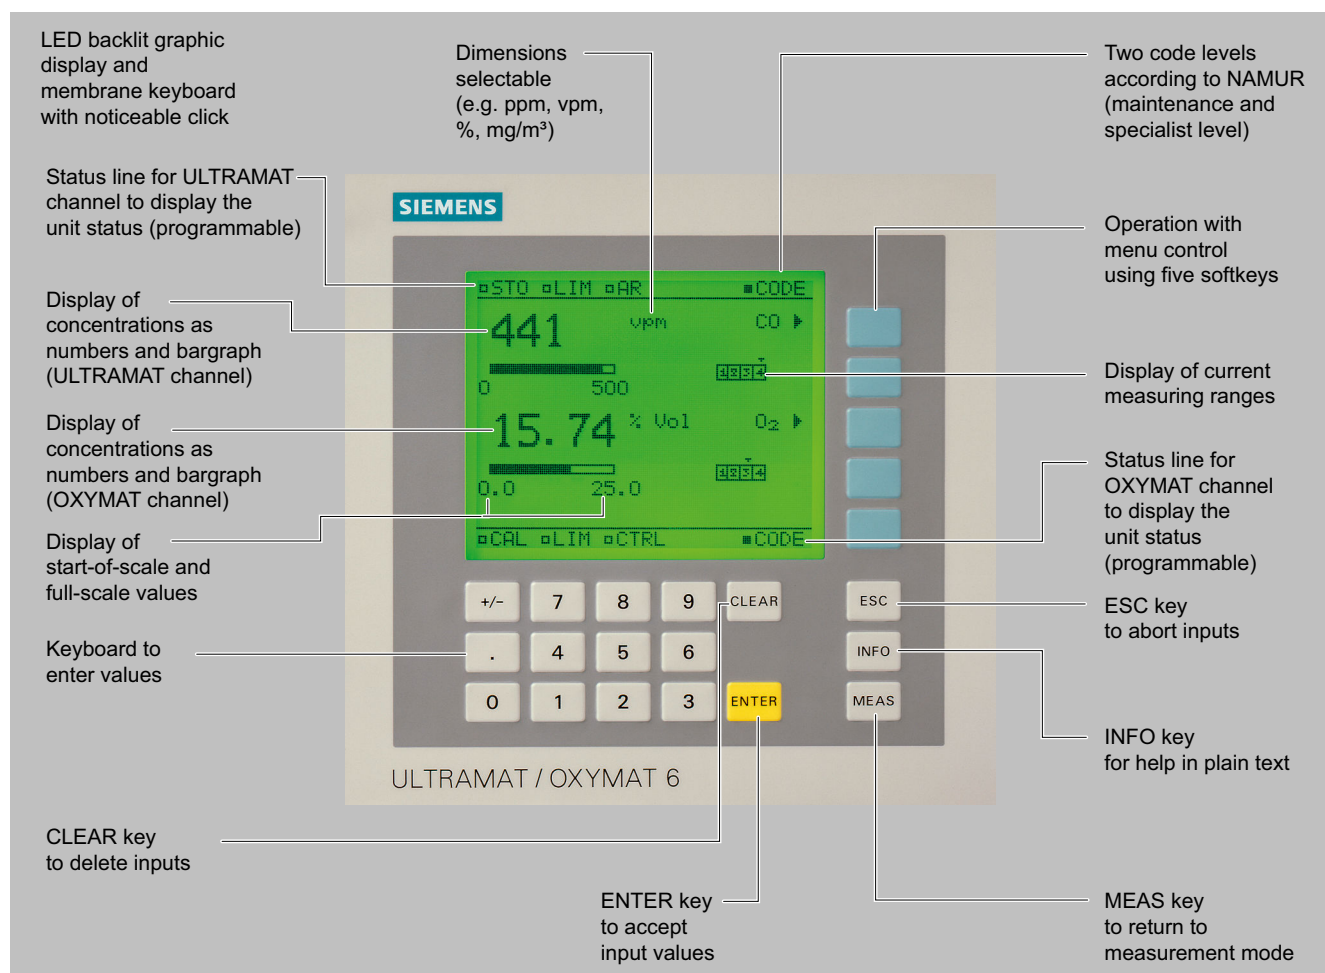 LED backlit graphic
display and
membrane keyboard
with noticeable click
Dimensions
selectable
(e.g. ppm, vpm,
%, mg/m³)
Two code levels
according to NAMUR
(maintenance and
specialist level)
Status line for ULTRAMAT
channel to display the
unit status (programmable)
Display of
concentrations as
numbers and bargraph
(ULTRAMAT channel)
Display of
concentrations as
numbers and bargraph
(OXYMAT channel)
Display of
start-of-scale and
full-scale values
Keyboard to
enter values
SIEMENS
STO LIM AR CODE
441 vpm CO
1 2 3 4
0 500
15.74 % Vol O₂
1 2 3 4
0.0 25.0
CAL LIM CTRL CODE
+/- 7 8 9 CLEAR ESC
. 4 5 6 INFO
0 1 2 3 ENTER MEAS
ULTRAMAT / OXYMAT 6
Operation with
menu control
using five softkeys
Display of current
measuring ranges
Status line for
OXYMAT channel
to display the
unit status
(programmable)
ESC key
to abort inputs
INFO key
for help in plain text
CLEAR key
to delete inputs
ENTER key
to accept
input values
MEAS key
to return to
measurement mode